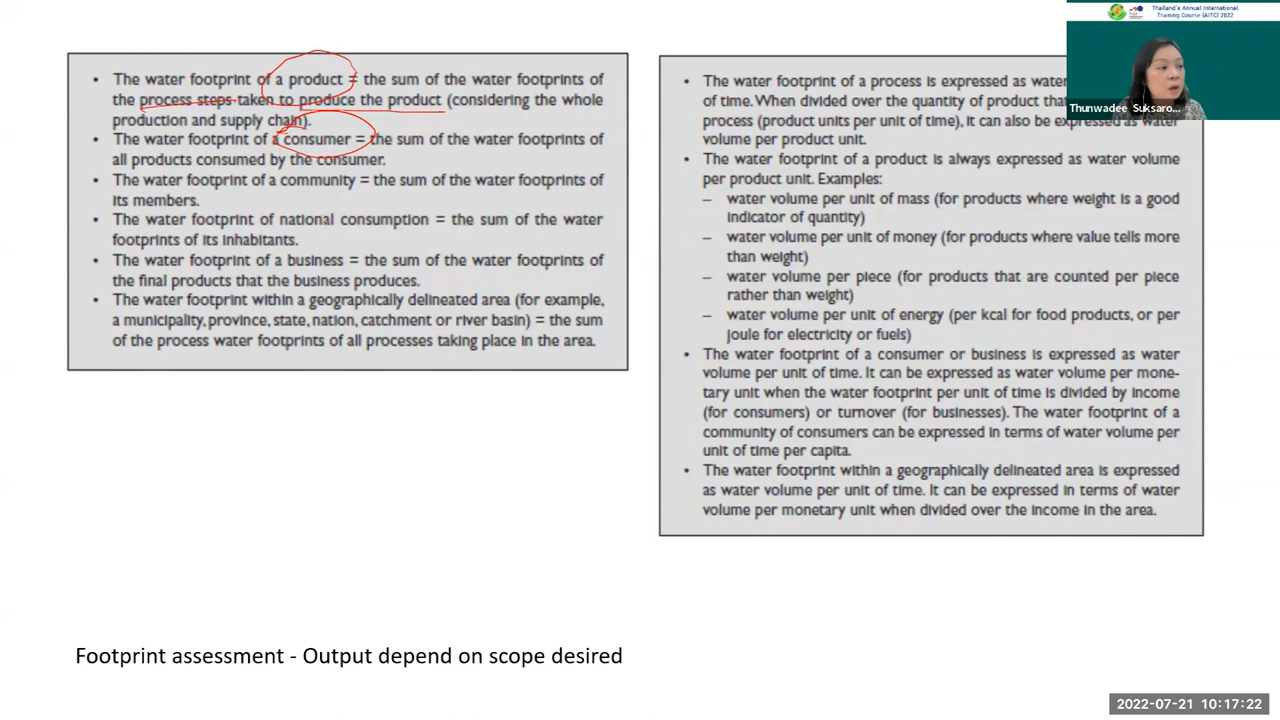 Thailand's Annual International
Training Course (AITC) 2022
• The water footprint of a product = the sum of the water footprints of
the process steps taken to produce the product (considering the whole
production and supply chain).
• The water footprint of a consumer = the sum of the water footprints of
all products consumed by the consumer.
• The water footprint of a community = the sum of the water footprints of
its members.
• The water footprint of national consumption = the sum of the water
footprints of its inhabitants.
• The water footprint of a business = the sum of the water footprints of
the final products that the business produces.
• The water footprint within a geographically delineated area (for example,
a municipality, province, state, nation, catchment or river basin) = the sum
of the process water footprints of all processes taking place in the area.
• The water footprint of a process is expressed as water
of time. When divided over the quantity of product
process (product units per unit of time), it can also be expressed as water
volume per product unit.
• The water footprint of a product is always expressed as water volume
per product unit. Examples:
– water volume per unit of mass (for products where weight is a good
indicator of quantity)
– water volume per unit of money (for products where value tells more
than weight)
– water volume per piece (for products that are counted per piece
rather than weight)
– water volume per unit of energy (per kcal for food products, or per
joule for electricity or fuels)
• The water footprint of a consumer or business is expressed as water
volume per unit of time. It can be expressed as water volume per mone-
tary unit when the water footprint per unit of time is divided by income
(for consumers) or turnover (for businesses). The water footprint of a
community of consumers can be expressed in terms of water volume per
unit of time per capita.
• The water footprint within a geographically delineated area is expressed
as water volume per unit of time. It can be expressed in terms of water
volume per monetary unit when divided over the income in the area.
Thunwadee Suksaro...
Footprint assessment - Output depend on scope desired
2022-07-21 10:17:22